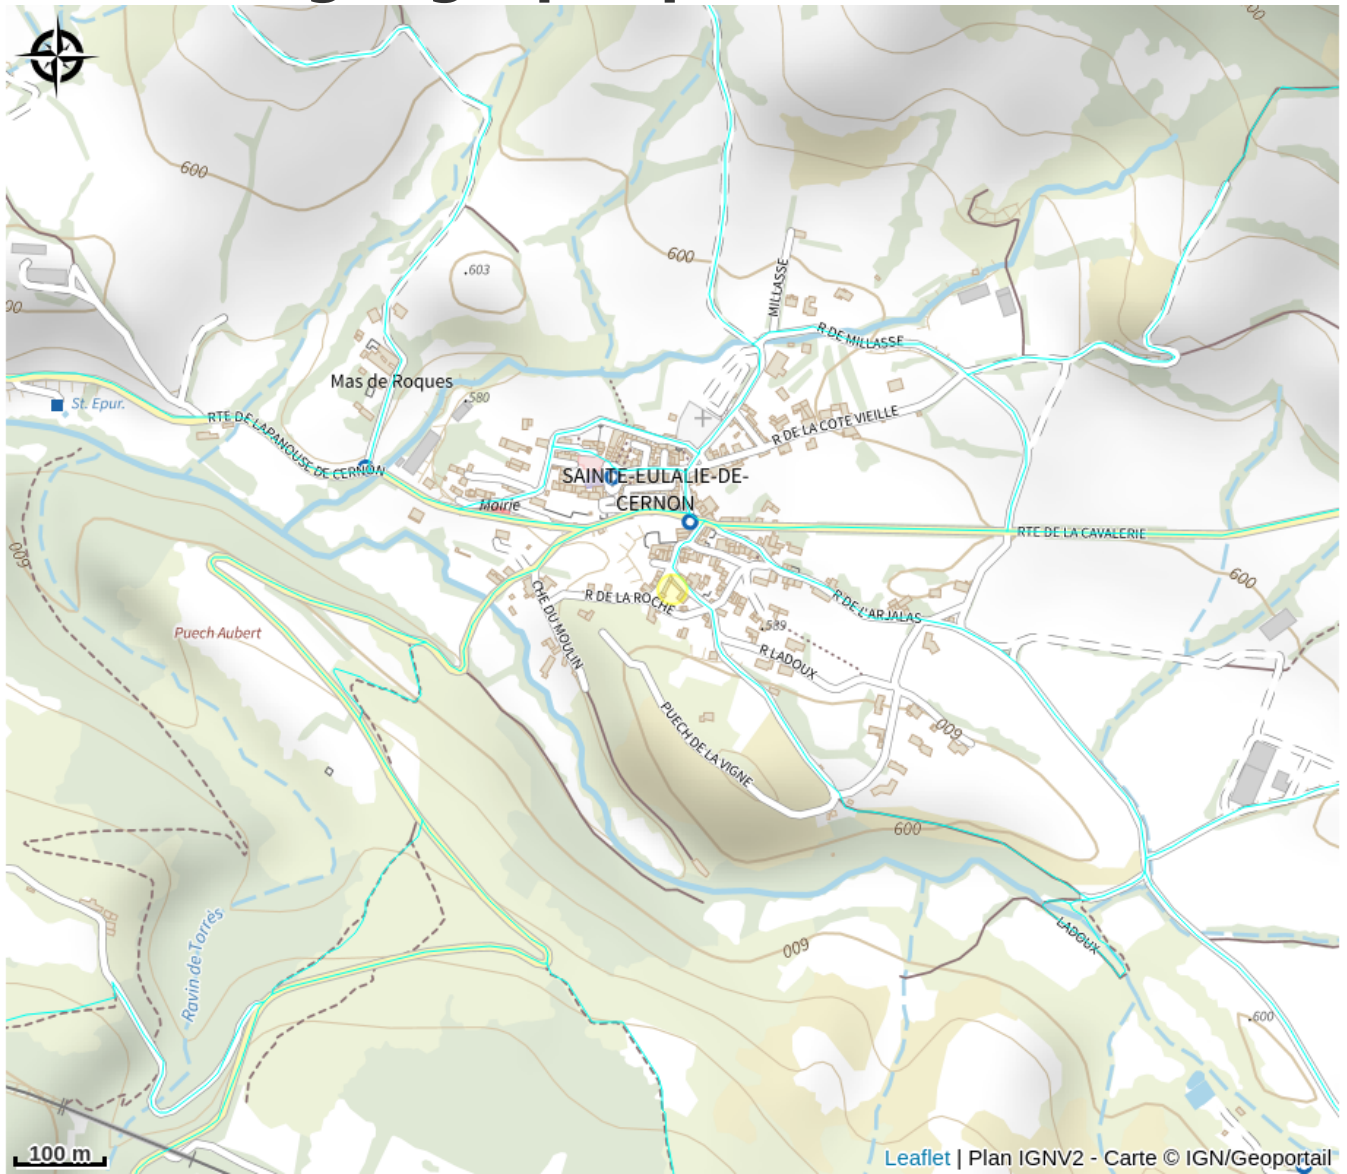 600
600
.603
MILLASSE
R DE MILLASSE
Mas de Roques
.580
St. Epur.
RTE DE LAPANOUSE DE CERNON
R DE LA COTE VIEILLE
SAINTE-EULALIE-DE-
CERNON
Mairie
RTE DE LA CAVALERIE
600
600
CHE DU MOULIN
R DE LA ROCHE
R DE L'ARJALAS
Puech Aubert
.589
R LADOUX
PUECH DE LA VIGNE
600
600
Ravin de Torrès
600
LADOUX
.600
100 m
Leaflet | Plan IGNV2 - Carte © IGN/Geoportail